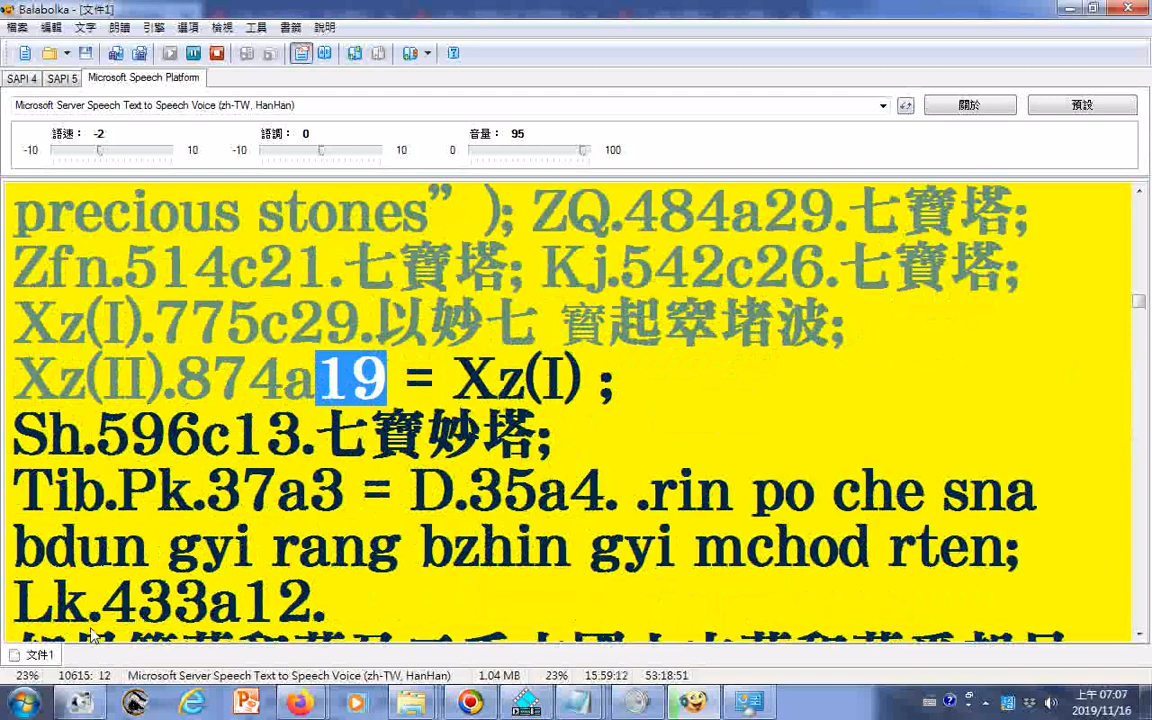 Balabolka - [文件1]
檔案 編輯 文字 朗讀 引擎 選項 檢視 工具 書籤 說明
SAPI 4 SAPI 5 Microsoft Speech Platform
Microsoft Server Speech Text to Speech Voice (zh-TW, HanHan) 關於 預設
語速： -2 語調： 0 音量： 95
-10 10 -10 10 0 100
precious stones” ); ZQ.484a29.七寶塔;
Zfn.514c21.七寶塔; Kj.542c26.七寶塔;
Xz(I).775c29.以妙七 寶起窣堵波;
Xz(II).874a19 = Xz(I) ;
Sh.596c13.七寶妙塔;
Tib.Pk.37a3 = D.35a4. .rin po che sna
bdun gyi rang bzhin gyi mchod rten;
Lk.433a12.
文件1
23% 10615: 12 Microsoft Server Speech Text to Speech Voice (zh-TW, HanHan) 1.04 MB 23% 15:59:12 53:18:51
上午 07:07
2019/11/16